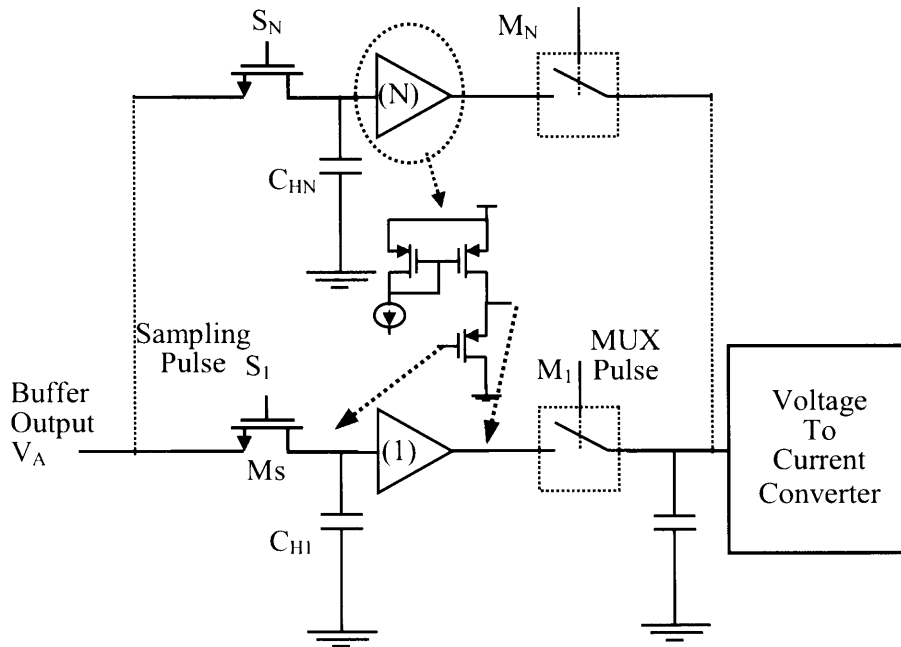 S_N
M_N
(N)
C_HN
Sampling
Pulse
S_1
MUX
M_1 Pulse
Buffer
Output
V_A
Ms
(1)
C_H1
Voltage
To
Current
Converter